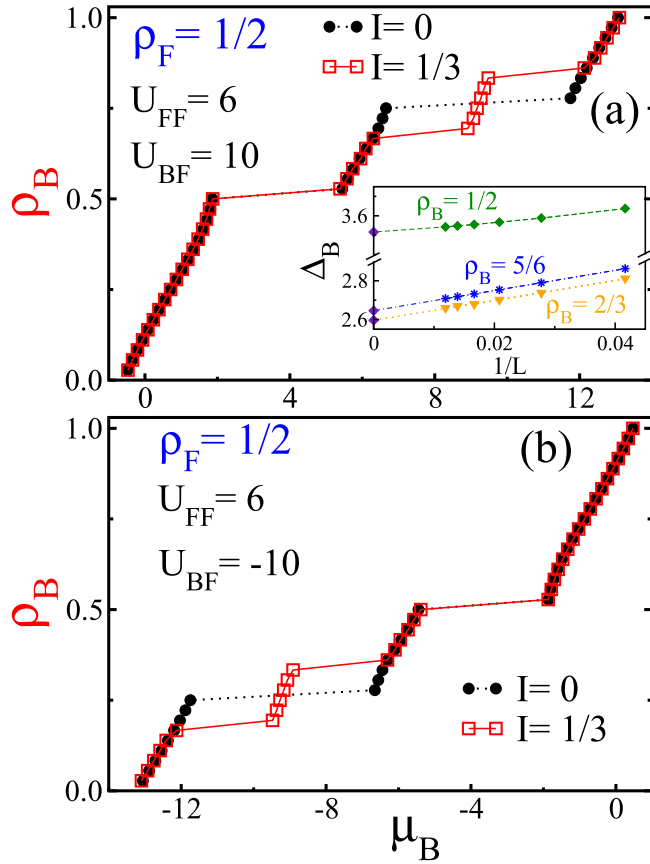 ρ_F = 1/2
I= 0
I= 1/3
U_FF = 6
U_BF = 10
(a)
ρ_B
1.0
0.5
0.0
0 4 8 12
Δ_B
3.6
2.8
2.6
ρ_B = 1/2
ρ_B = 5/6
ρ_B = 2/3
0 0.02 0.04
1/L
ρ_F = 1/2
(b)
U_FF = 6
U_BF = -10
ρ_B
1.0
0.5
0.0
I= 0
I= 1/3
-12 -8 -4 0
μ_B